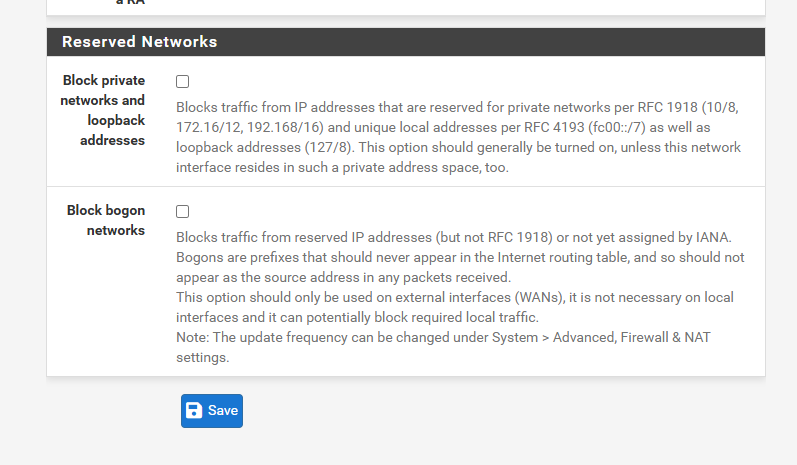 a RA
Reserved Networks
Block private
networks and
loopback
addresses
Blocks traffic from IP addresses that are reserved for private networks per RFC 1918 (10/8,
172.16/12, 192.168/16) and unique local addresses per RFC 4193 (fc00::/7) as well as
loopback addresses (127/8). This option should generally be turned on, unless this network
interface resides in such a private address space, too.
Block bogon
networks
Blocks traffic from reserved IP addresses (but not RFC 1918) or not yet assigned by IANA.
Bogons are prefixes that should never appear in the Internet routing table, and so should not
appear as the source address in any packets received.
This option should only be used on external interfaces (WANs), it is not necessary on local
interfaces and it can potentially block required local traffic.
Note: The update frequency can be changed under System > Advanced, Firewall & NAT
settings.
Save